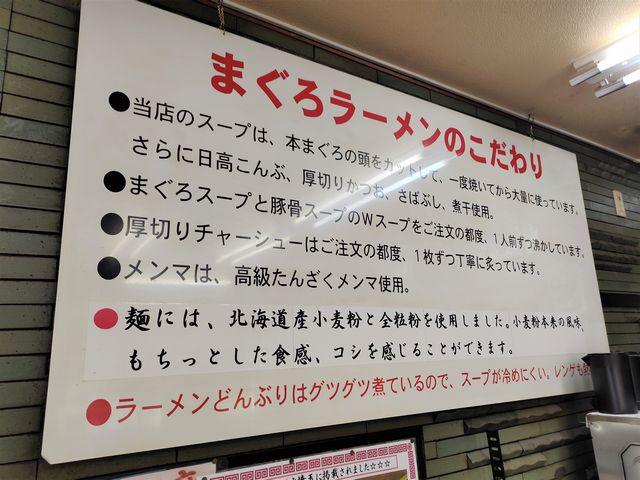 まぐろラーメンのこだわり
●当店のスープは、本まぐろの頭をカットして、一度焼いてから大量に使っています。
さらに日高こんぶ、厚切りかつお、さばぶし、煮干使用。
●まぐろスープと豚骨スープのWスープをご注文の都度、1人前ずつ沸かしています。
●厚切りチャーシューはご注文の都度、1枚ずつ丁寧に炙っています。
●メンマは、高級たんざくメンマ使用。
●麺には、北海道産小麦粉と全粒粉を使用しました。小麦粉本来の風味、
もちっとした食感、コシを感じることができます。
●ラーメンどんぶりはグツグツ煮ているので、スープが冷めにくい。レンゲも
に掲載されました☆☆☆